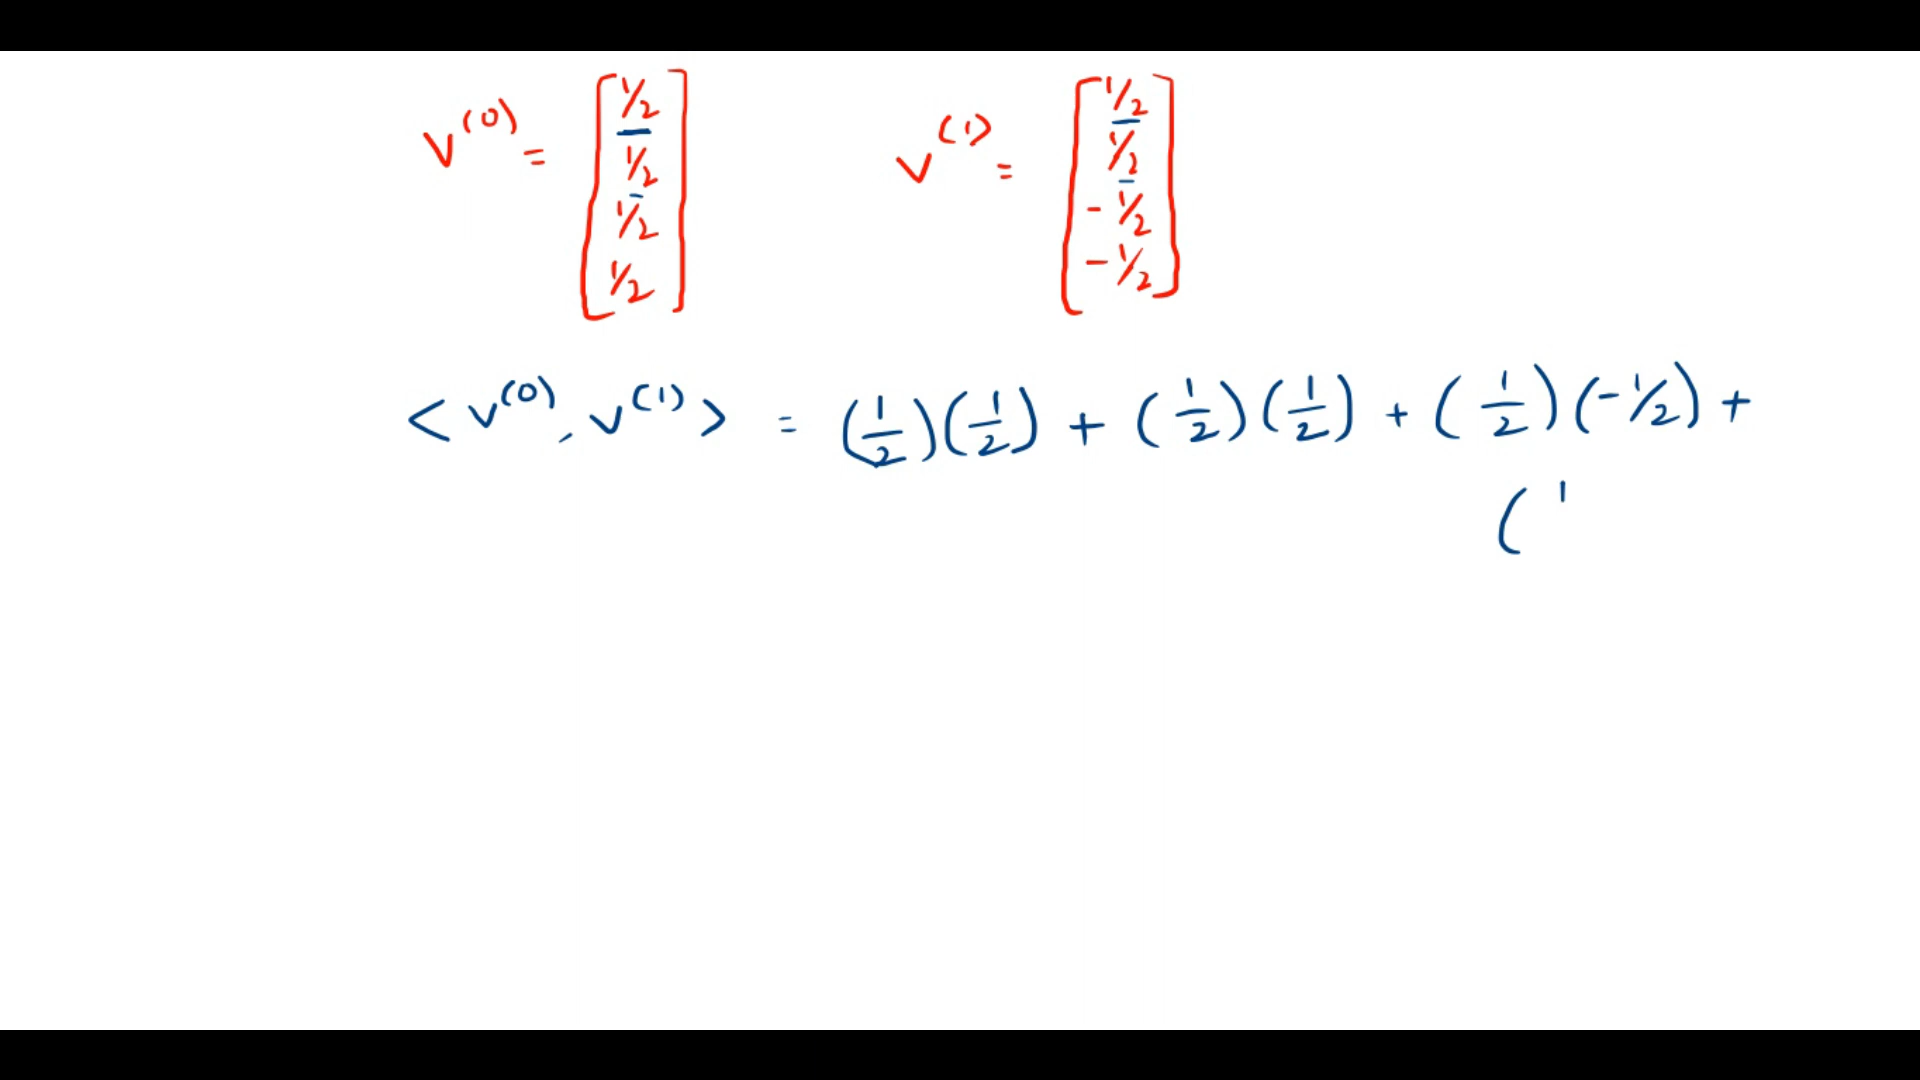 v^(0) = [1/2 1/2 1/2 1/2]
v^(1) = [1/2 1/2 -1/2 -1/2]
<v^(0), v^(1)> = (1/2)(1/2) + (1/2)(1/2) + (1/2)(-1/2) +
(1